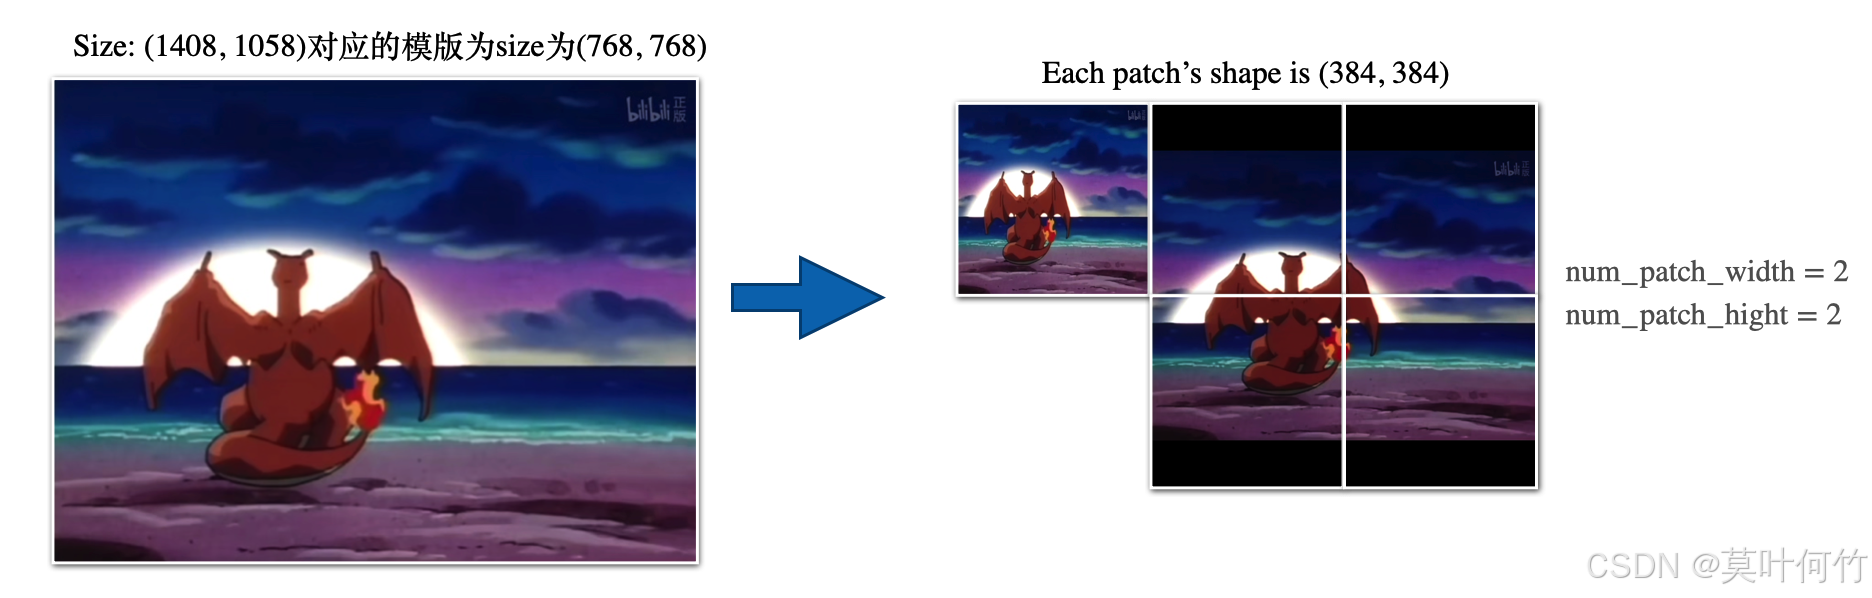 Size: (1408, 1058)对应的模版为size为(768, 768)
bilibili 正版
Each patch’s shape is (384, 384)
bilibili
num_patch_width = 2
num_patch_hight = 2
CSDN @莫叶何竹